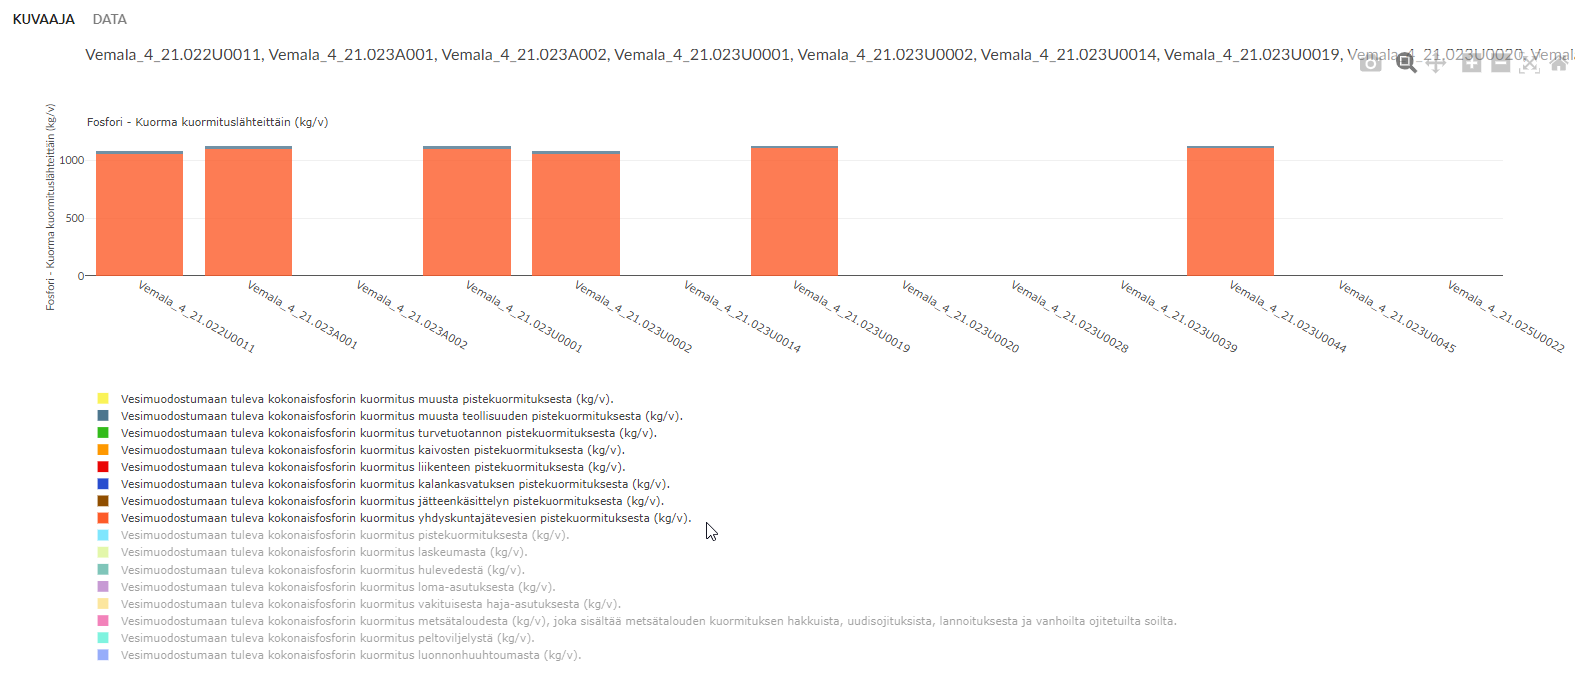 KUVAAJA DATA
Vemala_4_21.022U0011, Vemala_4_21.023A001, Vemala_4_21.023A002, Vemala_4_21.023U0001, Vemala_4_21.023U0002, Vemala_4_21.023U0014, Vemala_4_21.023U0019, Vemala_4_21.023U0020, Vemal
Fosfori - Kuorma kuormituslähteittäin (kg/v)
Fosfori - Kuorma kuormituslähteittäin (kg/v)
1000
500
0
Vemala_4_21.022U0011
Vemala_4_21.023A001
Vemala_4_21.023A002
Vemala_4_21.023U0001
Vemala_4_21.023U0002
Vemala_4_21.023U0014
Vemala_4_21.023U0019
Vemala_4_21.023U0020
Vemala_4_21.023U0028
Vemala_4_21.023U0039
Vemala_4_21.023U0044
Vemala_4_21.023U0045
Vemala_4_21.025U0022
Vesimuodostumaan tuleva kokonaisfosforin kuormitus muusta pistekuormituksesta (kg/v).
Vesimuodostumaan tuleva kokonaisfosforin kuormitus muusta teollisuuden pistekuormituksesta (kg/v).
Vesimuodostumaan tuleva kokonaisfosforin kuormitus turvetuotannon pistekuormituksesta (kg/v).
Vesimuodostumaan tuleva kokonaisfosforin kuormitus kaivosten pistekuormituksesta (kg/v).
Vesimuodostumaan tuleva kokonaisfosforin kuormitus liikenteen pistekuormituksesta (kg/v).
Vesimuodostumaan tuleva kokonaisfosforin kuormitus kalankasvatuksen pistekuormituksesta (kg/v).
Vesimuodostumaan tuleva kokonaisfosforin kuormitus jätteenkäsittelyn pistekuormituksesta (kg/v).
Vesimuodostumaan tuleva kokonaisfosforin kuormitus yhdyskuntajätevesien pistekuormituksesta (kg/v).
Vesimuodostumaan tuleva kokonaisfosforin kuormitus pistekuormituksesta (kg/v).
Vesimuodostumaan tuleva kokonaisfosforin kuormitus laskeumasta (kg/v).
Vesimuodostumaan tuleva kokonaisfosforin kuormitus hulevedestä (kg/v).
Vesimuodostumaan tuleva kokonaisfosforin kuormitus loma-asutuksesta (kg/v).
Vesimuodostumaan tuleva kokonaisfosforin kuormitus vakituisesta haja-asutuksesta (kg/v).
Vesimuodostumaan tuleva kokonaisfosforin kuormitus metsätaloudesta (kg/v), joka sisältää metsätalouden kuormituksen hakkuista, uudisojituksista, lannoituksesta ja vanhoilta ojitetuilta soilta.
Vesimuodostumaan tuleva kokonaisfosforin kuormitus peltoviljelystä (kg/v).
Vesimuodostumaan tuleva kokonaisfosforin kuormitus luonnonhuuhtoumasta (kg/v).